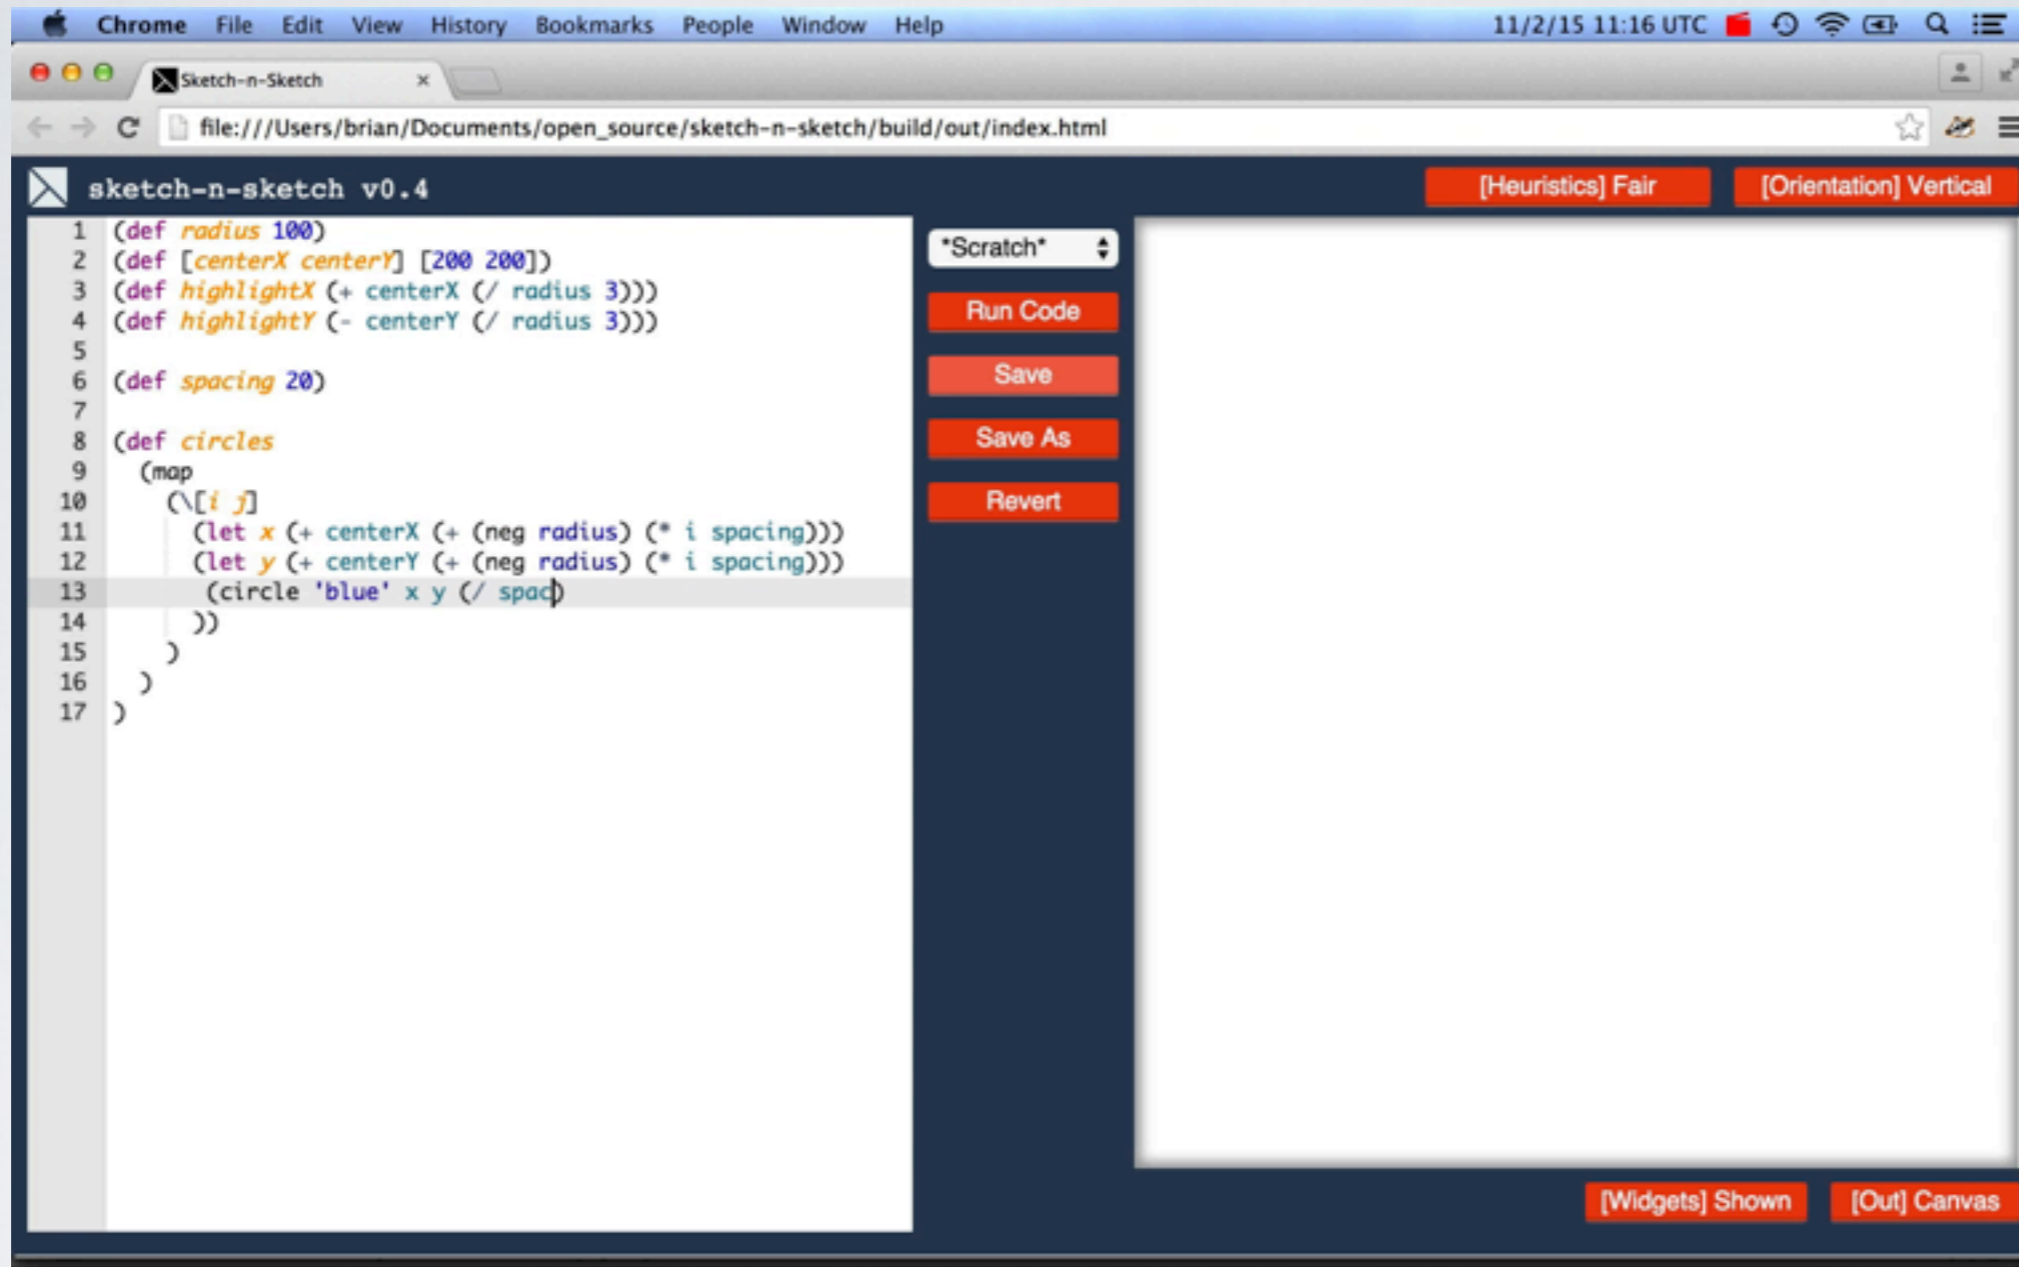 Chrome File Edit View History Bookmarks People Window Help 11/2/15 11:16 UTC
Sketch-n-Sketch
file:///Users/brian/Documents/open_source/sketch-n-sketch/build/out/index.html
sketch-n-sketch v0.4 [Heuristics] Fair [Orientation] Vertical
1 (def radius 100)
2 (def [centerX centerY] [200 200])
3 (def highlightX (+ centerX (/ radius 3)))
4 (def highlightY (- centerY (/ radius 3)))
5
6 (def spacing 20)
7
8 (def circles
9 (map
10 (\[i j]
11 (let x (+ centerX (+ (neg radius) (* i spacing)))
12 (let y (+ centerY (+ (neg radius) (* i spacing)))
13 (circle 'blue' x y (/ spac)
14 ))
15 )
16 )
17 )
*Scratch*
Run Code
Save
Save As
Revert
[Widgets] Shown [Out] Canvas